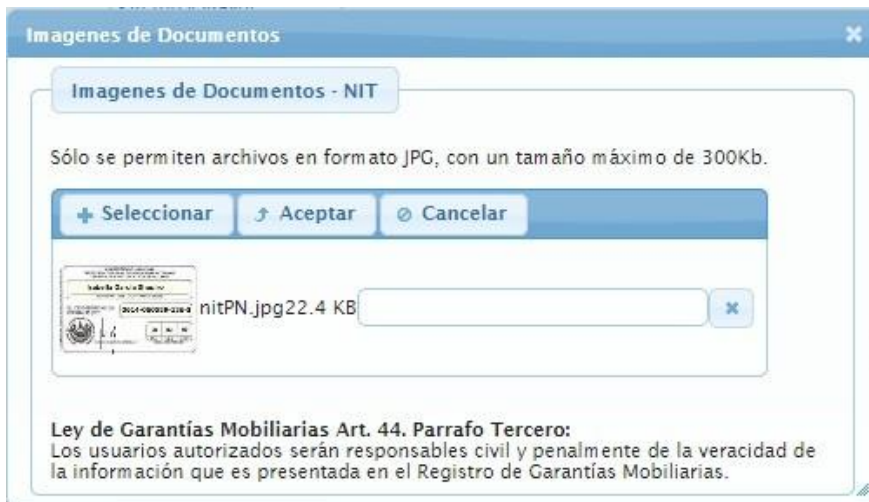 Imagenes de Documentos
Imagenes de Documentos - NIT
Sólo se permiten archivos en formato JPG, con un tamaño máximo de 300Kb.
Seleccionar Aceptar Cancelar
nitPN.jpg22.4 KB
Ley de Garantías Mobiliarias Art. 44. Parrafo Tercero:
Los usuarios autorizados serán responsables civil y penalmente de la veracidad de
la información que es presentada en el Registro de Garantías Mobiliarias.